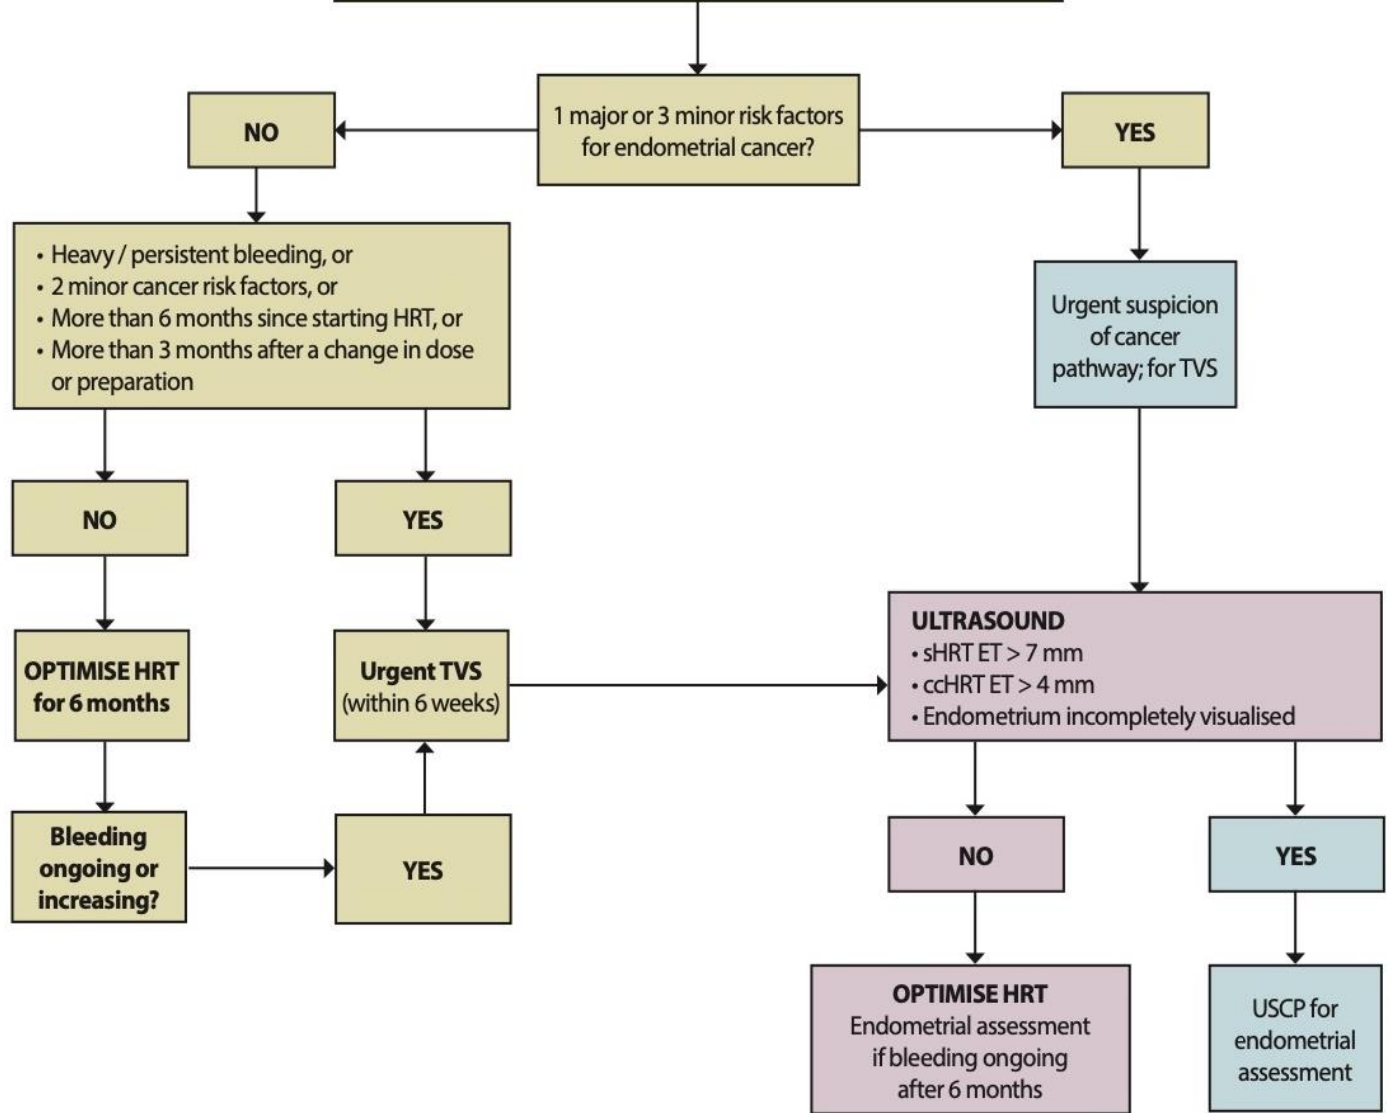 1 major or 3 minor risk factors
for endometrial cancer?
NO
YES
• Heavy / persistent bleeding, or
• 2 minor cancer risk factors, or
• More than 6 months since starting HRT, or
• More than 3 months after a change in dose
or preparation
Urgent suspicion
of cancer
pathway; for TVS
NO
YES
OPTIMISE HRT
for 6 months
Urgent TVS
(within 6 weeks)
ULTRASOUND
• sHRT ET > 7 mm
• ccHRT ET > 4 mm
• Endometrium incompletely visualised
Bleeding
ongoing or
increasing?
YES
NO
YES
OPTIMISE HRT
Endometrial assessment
if bleeding ongoing
after 6 months
USCP for
endometrial
assessment